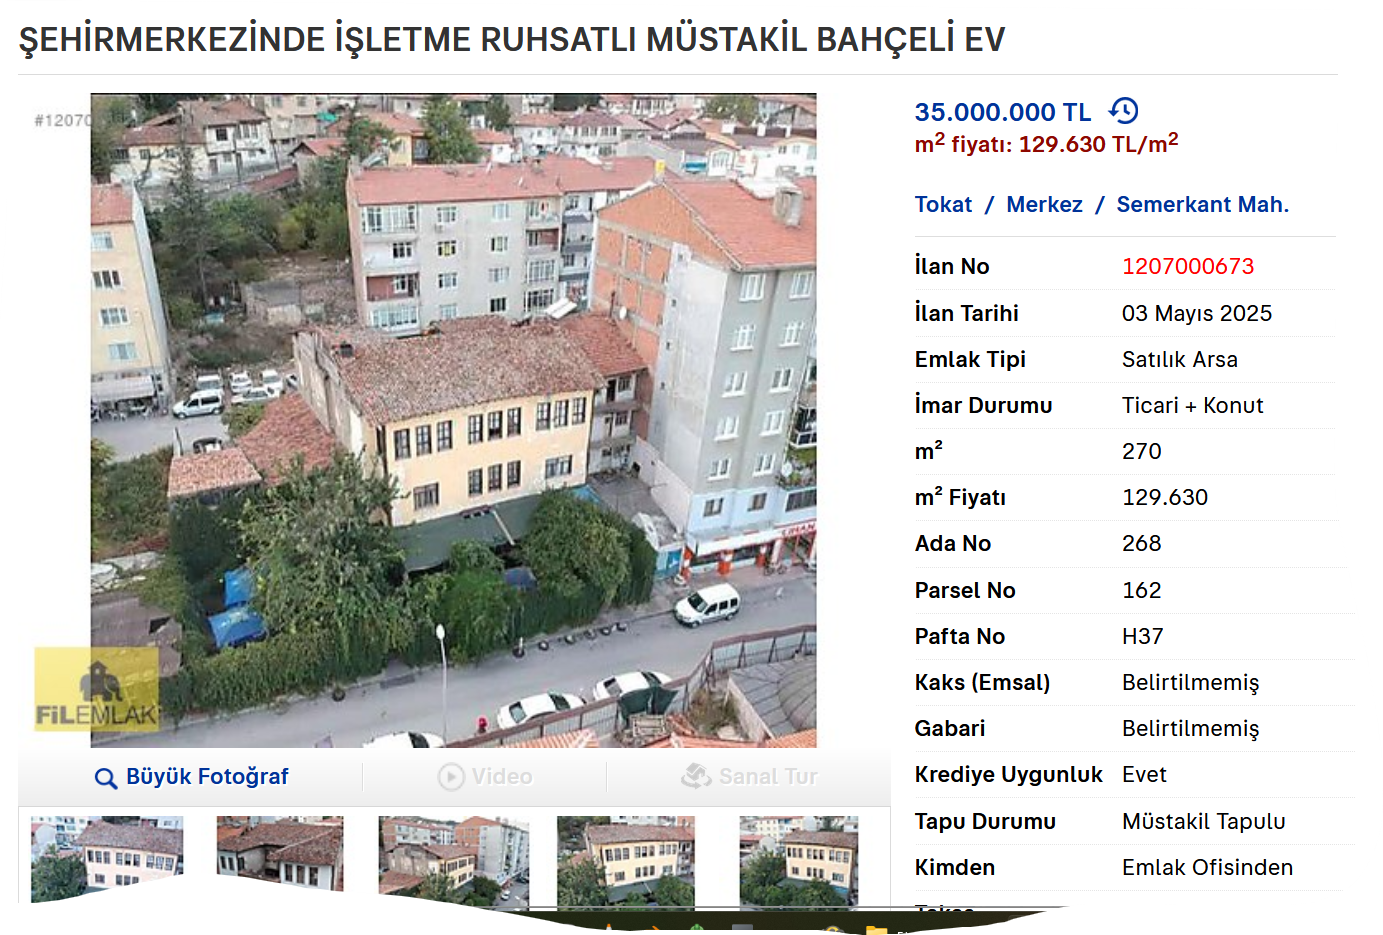 ŞEHİRMERKEZİNDE İŞLETME RUHSATLI MÜSTAKİL BAHÇELİ EV
#12070
FİLEMLAK
Büyük Fotoğraf
Video
Sanal Tur
35.000.000 TL
m² fiyatı: 129.630 TL/m²
Tokat / Merkez / Semerkant Mah.
İlan No 1207000673
İlan Tarihi 03 Mayıs 2025
Emlak Tipi Satılık Arsa
İmar Durumu Ticari + Konut
m² 270
m² Fiyatı 129.630
Ada No 268
Parsel No 162
Pafta No H37
Kaks (Emsal) Belirtilmemiş
Gabari Belirtilmemiş
Krediye Uygunluk Evet
Tapu Durumu Müstakil Tapulu
Kimden Emlak Ofisinden